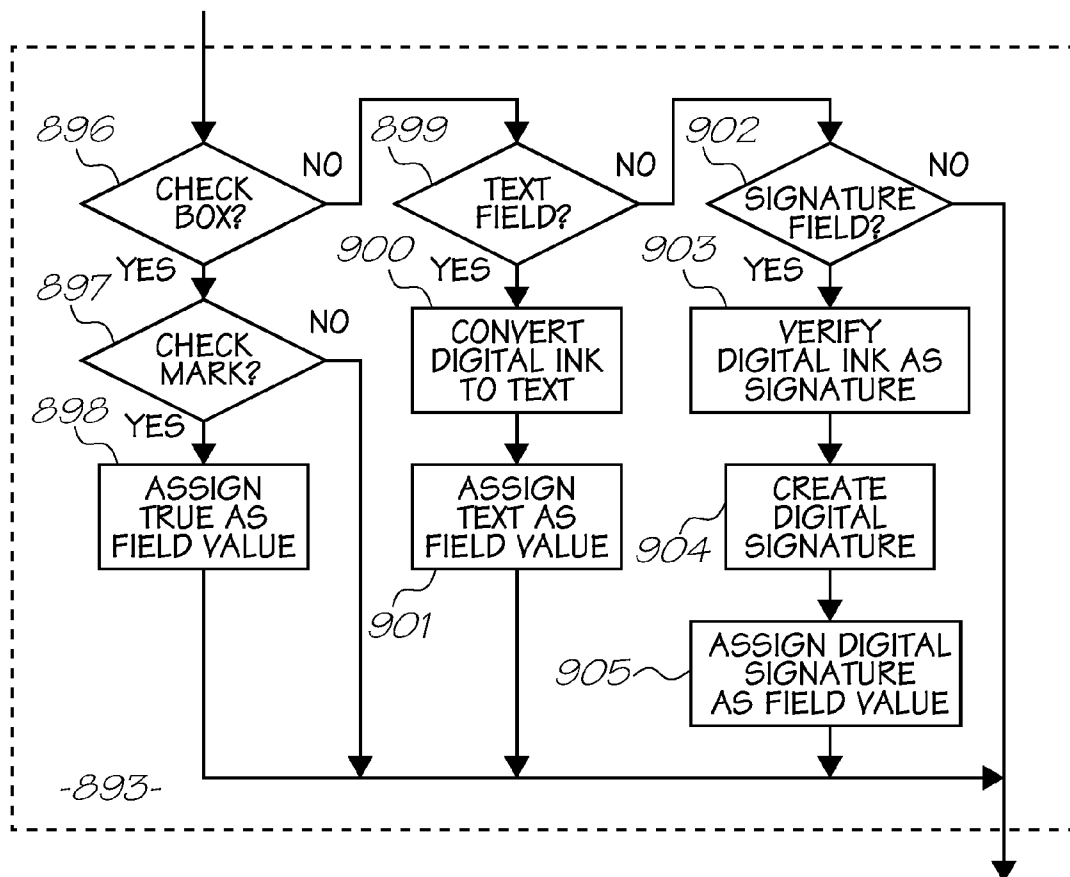 896
CHECK
BOX?
NO
YES
897
CHECK
MARK?
NO
YES
898
ASSIGN
TRUE AS
FIELD VALUE
899
TEXT
FIELD?
NO
YES
900
CONVERT
DIGITAL INK
TO TEXT
ASSIGN
TEXT AS
FIELD VALUE
901
902
SIGNATURE
FIELD?
NO
YES
903
VERIFY
DIGITAL INK AS
SIGNATURE
CREATE
DIGITAL
SIGNATURE
904
ASSIGN DIGITAL
SIGNATURE
AS FIELD VALUE
905
-893-